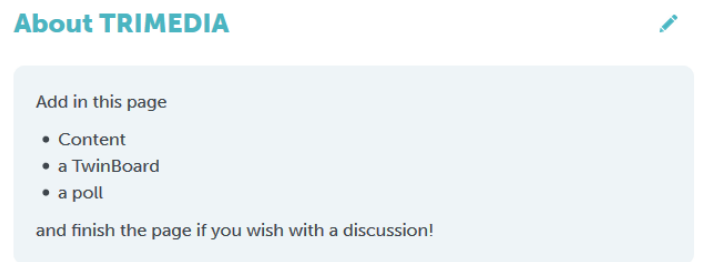 About TRIMEDIA
Add in this page
• Content
• a TwinBoard
• a poll
and finish the page if you wish with a discussion!